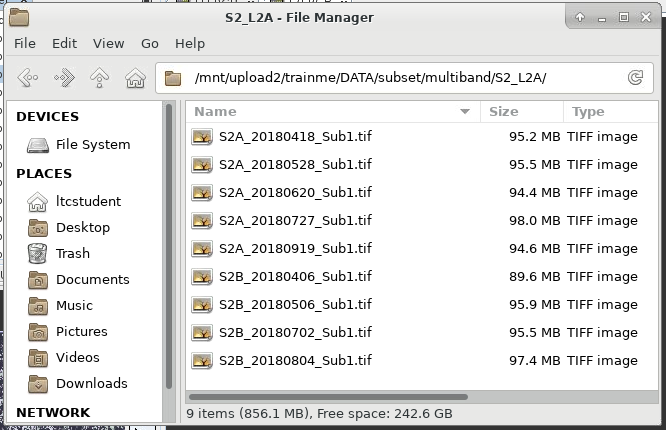 S2_L2A - File Manager
File Edit View Go Help
/mnt/upload2/trainme/DATA/subset/multiband/S2_L2A/
DEVICES
File System
PLACES
ltcstudent
Desktop
Trash
Documents
Music
Pictures
Videos
Downloads
NETWORK
Name Size Type
S2A_20180418_Sub1.tif 95.2 MB TIFF image
S2A_20180528_Sub1.tif 95.5 MB TIFF image
S2A_20180620_Sub1.tif 94.4 MB TIFF image
S2A_20180727_Sub1.tif 98.0 MB TIFF image
S2A_20180919_Sub1.tif 94.6 MB TIFF image
S2B_20180406_Sub1.tif 89.6 MB TIFF image
S2B_20180506_Sub1.tif 95.9 MB TIFF image
S2B_20180702_Sub1.tif 95.5 MB TIFF image
S2B_20180804_Sub1.tif 97.4 MB TIFF image
9 items (856.1 MB), Free space: 242.6 GB